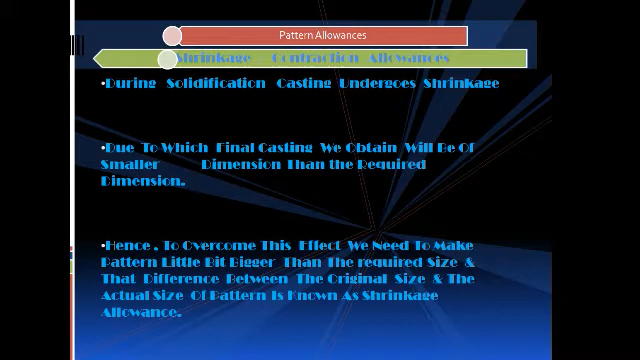 Pattern Allowances
Shrinkage Contraction Allowances
•During Solidification Casting Undergoes Shrinkage
•Due To Which Final Casting We Obtain Will Be Of
Smaller Dimension Than the Required
Dimension.
•Hence , To Overcome This Effect We Need To Make
Pattern Little Bit Bigger Than The required Size &
That Difference Between The Original Size & The
Actual Size Of Pattern Is Known As Shrinkage
Allowance.